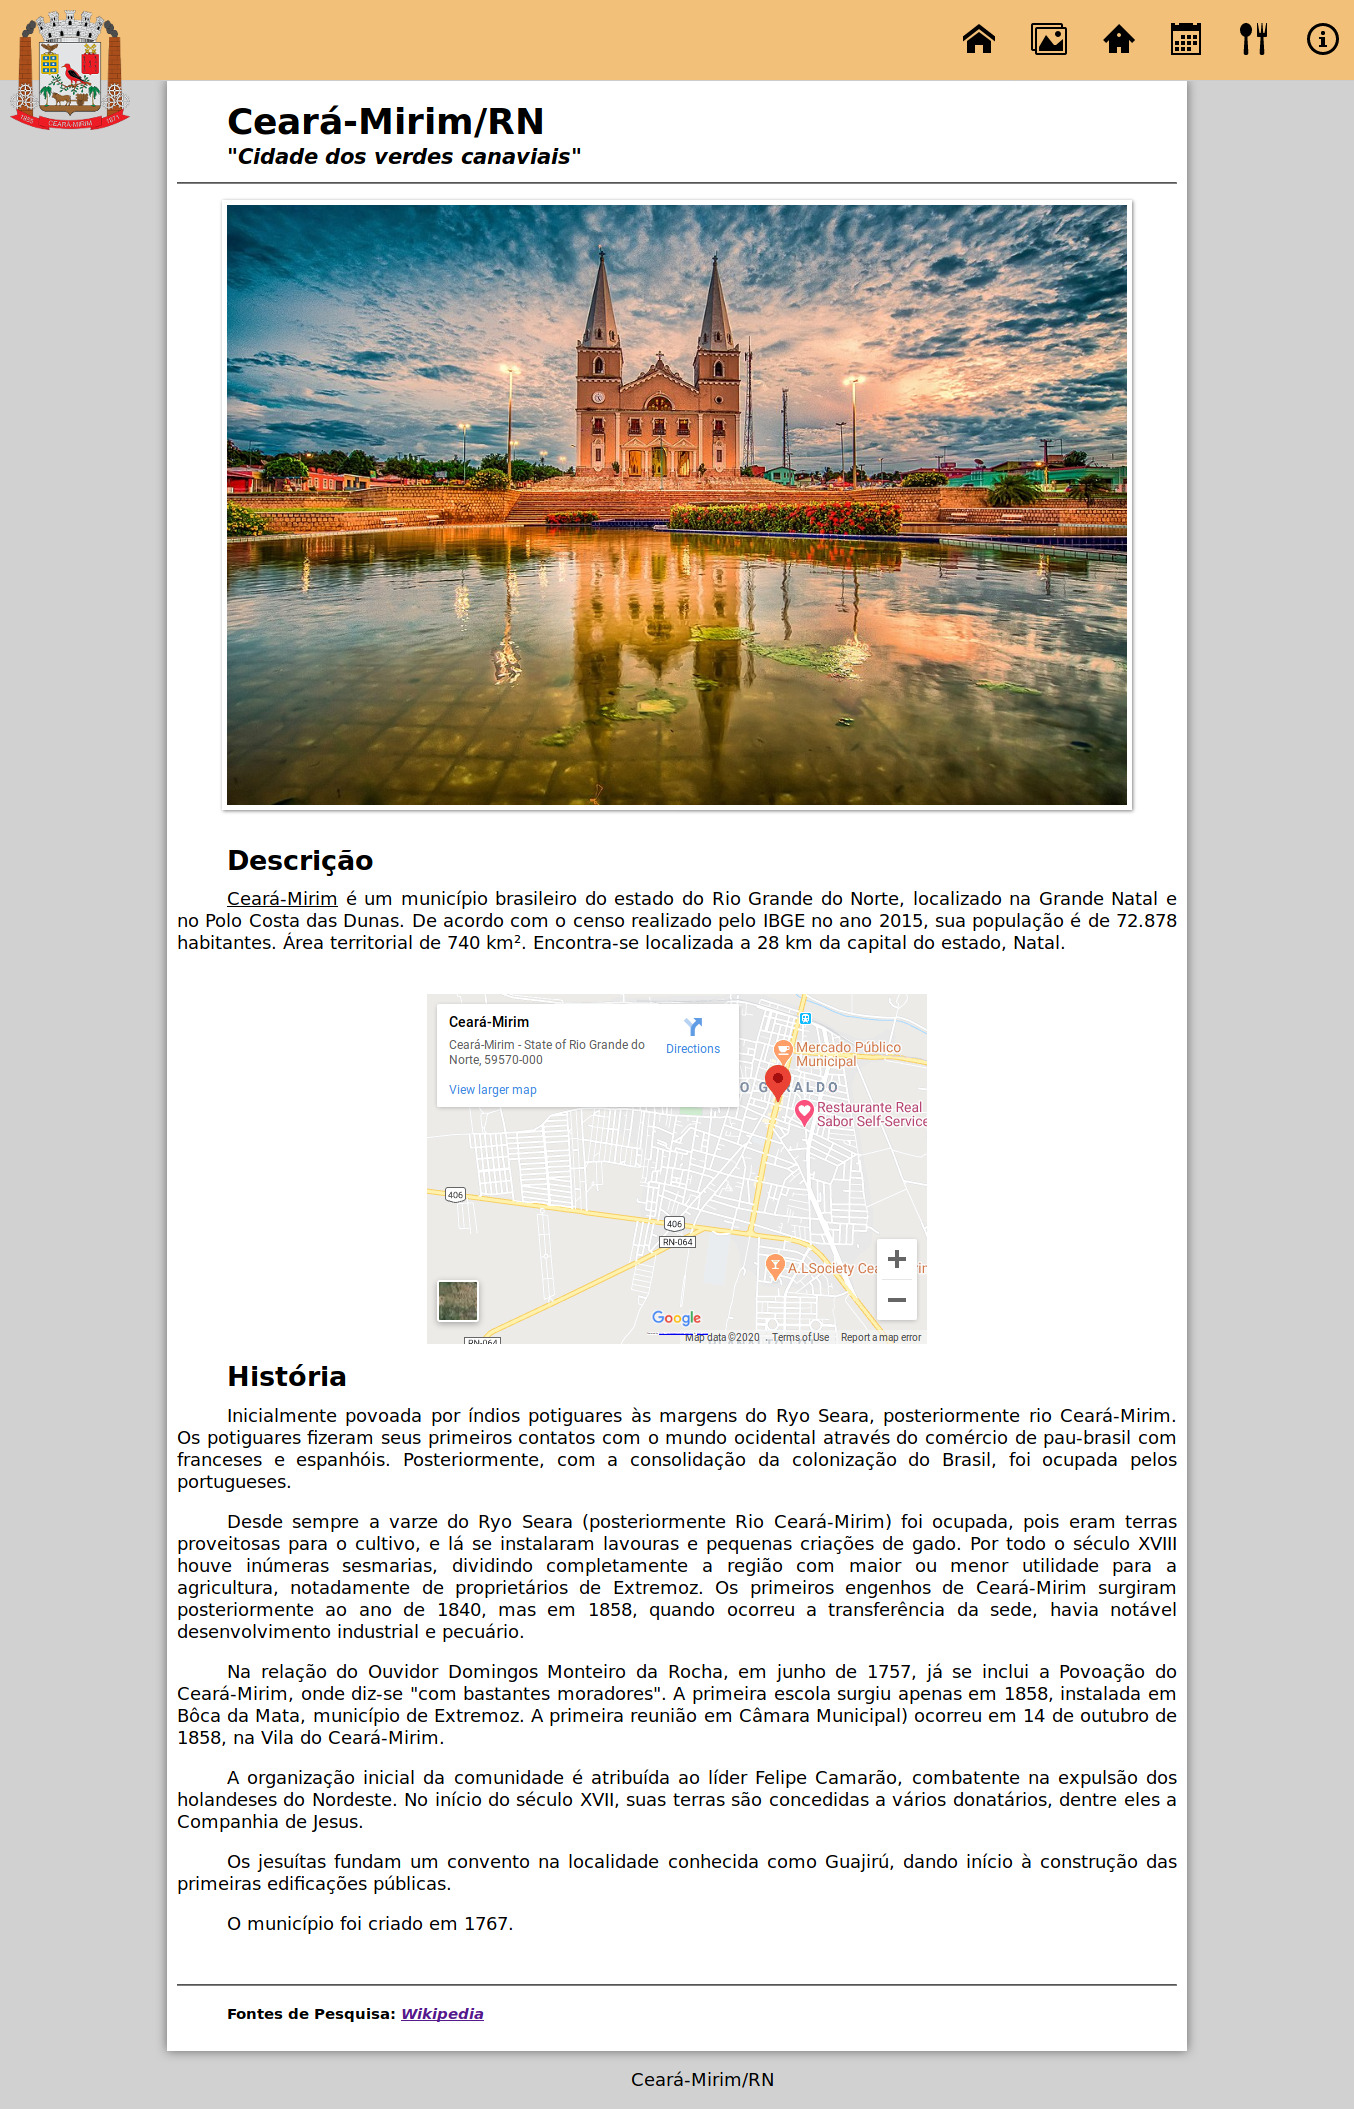 1855 CEARÁ-MIRIM 1871
Ceará-Mirim/RN
"Cidade dos verdes canaviais"
Descrição
Ceará-Mirim é um município brasileiro do estado do Rio Grande do Norte, localizado na Grande Natal e
no Polo Costa das Dunas. De acordo com o censo realizado pelo IBGE no ano 2015, sua população é de 72.878
habitantes. Área territorial de 740 km². Encontra-se localizada a 28 km da capital do estado, Natal.
Ceará-Mirim
Ceará-Mirim - State of Rio Grande do
Norte, 59570-000
Directions
View larger map
Mercado Público
Municipal
Restaurante Real
Sabor Self-Service
406
406
RN-064
A.LSociety
RN-064
Google
Map data ©2020
Terms of Use
Report a map error
História
Inicialmente povoada por índios potiguares às margens do Ryo Seara, posteriormente rio Ceará-Mirim.
Os potiguares fizeram seus primeiros contatos com o mundo ocidental através do comércio de pau-brasil com
franceses e espanhóis. Posteriormente, com a consolidação da colonização do Brasil, foi ocupada pelos
portugueses.
Desde sempre a varze do Ryo Seara (posteriormente Rio Ceará-Mirim) foi ocupada, pois eram terras
proveitosas para o cultivo, e lá se instalaram lavouras e pequenas criações de gado. Por todo o século XVIII
houve inúmeras sesmarias, dividindo completamente a região com maior ou menor utilidade para a
agricultura, notadamente de proprietários de Extremoz. Os primeiros engenhos de Ceará-Mirim surgiram
posteriormente ao ano de 1840, mas em 1858, quando ocorreu a transferência da sede, havia notável
desenvolvimento industrial e pecuário.
Na relação do Ouvidor Domingos Monteiro da Rocha, em junho de 1757, já se inclui a Povoação do
Ceará-Mirim, onde diz-se "com bastantes moradores". A primeira escola surgiu apenas em 1858, instalada em
Bôca da Mata, município de Extremoz. A primeira reunião em Câmara Municipal) ocorreu em 14 de outubro de
1858, na Vila do Ceará-Mirim.
A organização inicial da comunidade é atribuída ao líder Felipe Camarão, combatente na expulsão dos
holandeses do Nordeste. No início do século XVII, suas terras são concedidas a vários donatários, dentre eles a
Companhia de Jesus.
Os jesuítas fundam um convento na localidade conhecida como Guajirú, dando início à construção das
primeiras edificações públicas.
O município foi criado em 1767.
Fontes de Pesquisa: Wikipedia
Ceará-Mirim/RN